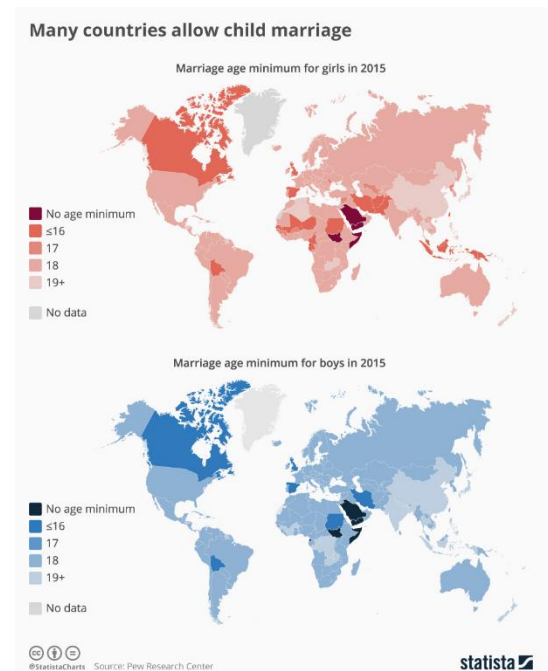 Many countries allow child marriage
Marriage age minimum for girls in 2015
No age minimum
≤16
17
18
19+
No data
Marriage age minimum for boys in 2015
No age minimum
≤16
17
18
19+
No data
@StatistaCharts Source: Pew Research Center
statista